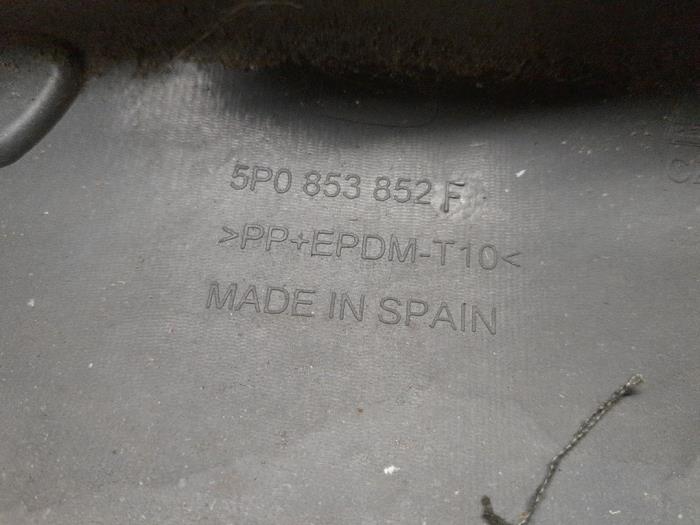 5P0 853 852 F
>PP+EPDM-T10<
MADE IN SPAIN